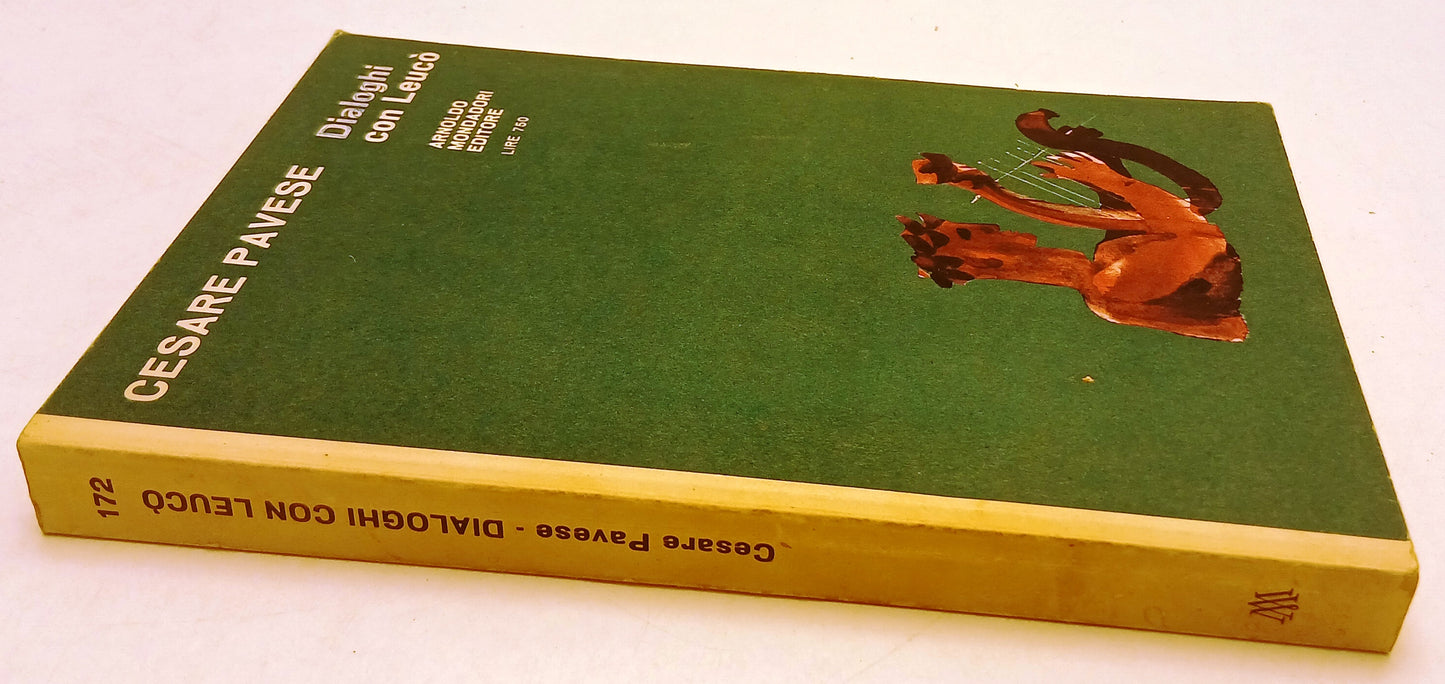 CESARE PAVESE
Dialoghi
con Leucò
ARNOLDO
MONDADORI
EDITORE
LIRE 750
172
Cesare Pavese - DIALOGHI CON LEUCÒ